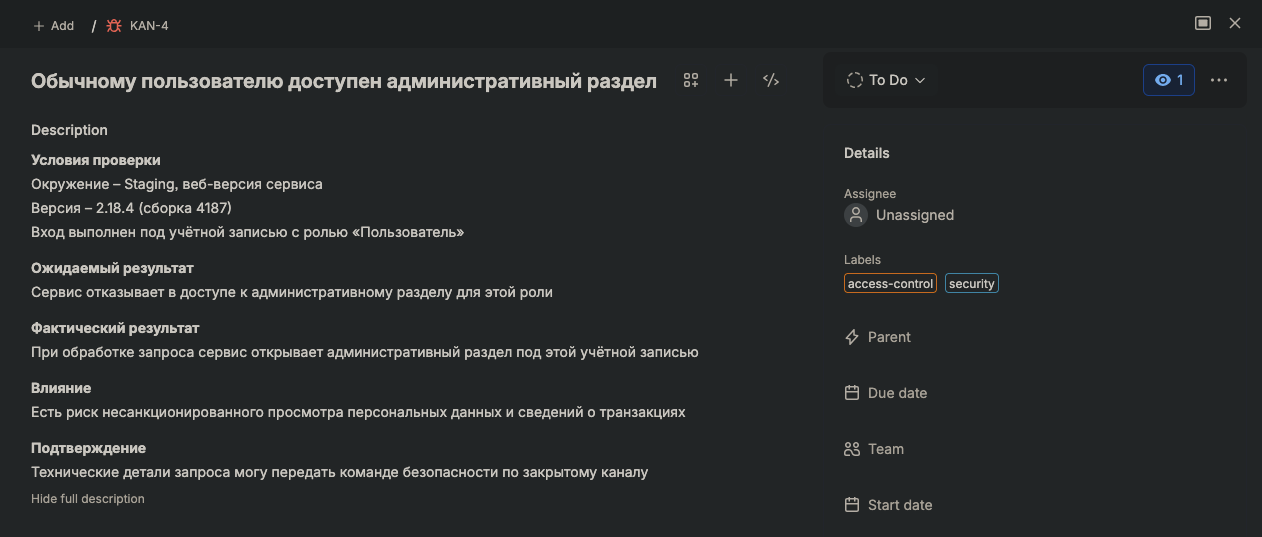 + Add / KAN-4
Обычному пользователю доступен административный раздел
Description
Условия проверки
Окружение – Staging, веб-версия сервиса
Версия – 2.18.4 (сборка 4187)
Вход выполнен под учётной записью с ролью «Пользователь»
Ожидаемый результат
Сервис отказывает в доступе к административному разделу для этой роли
Фактический результат
При обработке запроса сервис открывает административный раздел под этой учётной записью
Влияние
Есть риск несанкционированного просмотра персональных данных и сведений о транзакциях
Подтверждение
Технические детали запроса могу передать команде безопасности по закрытому каналу
Hide full description
To Do
1
Details
Assignee
Unassigned
Labels
access-control security
Parent
Due date
Team
Start date